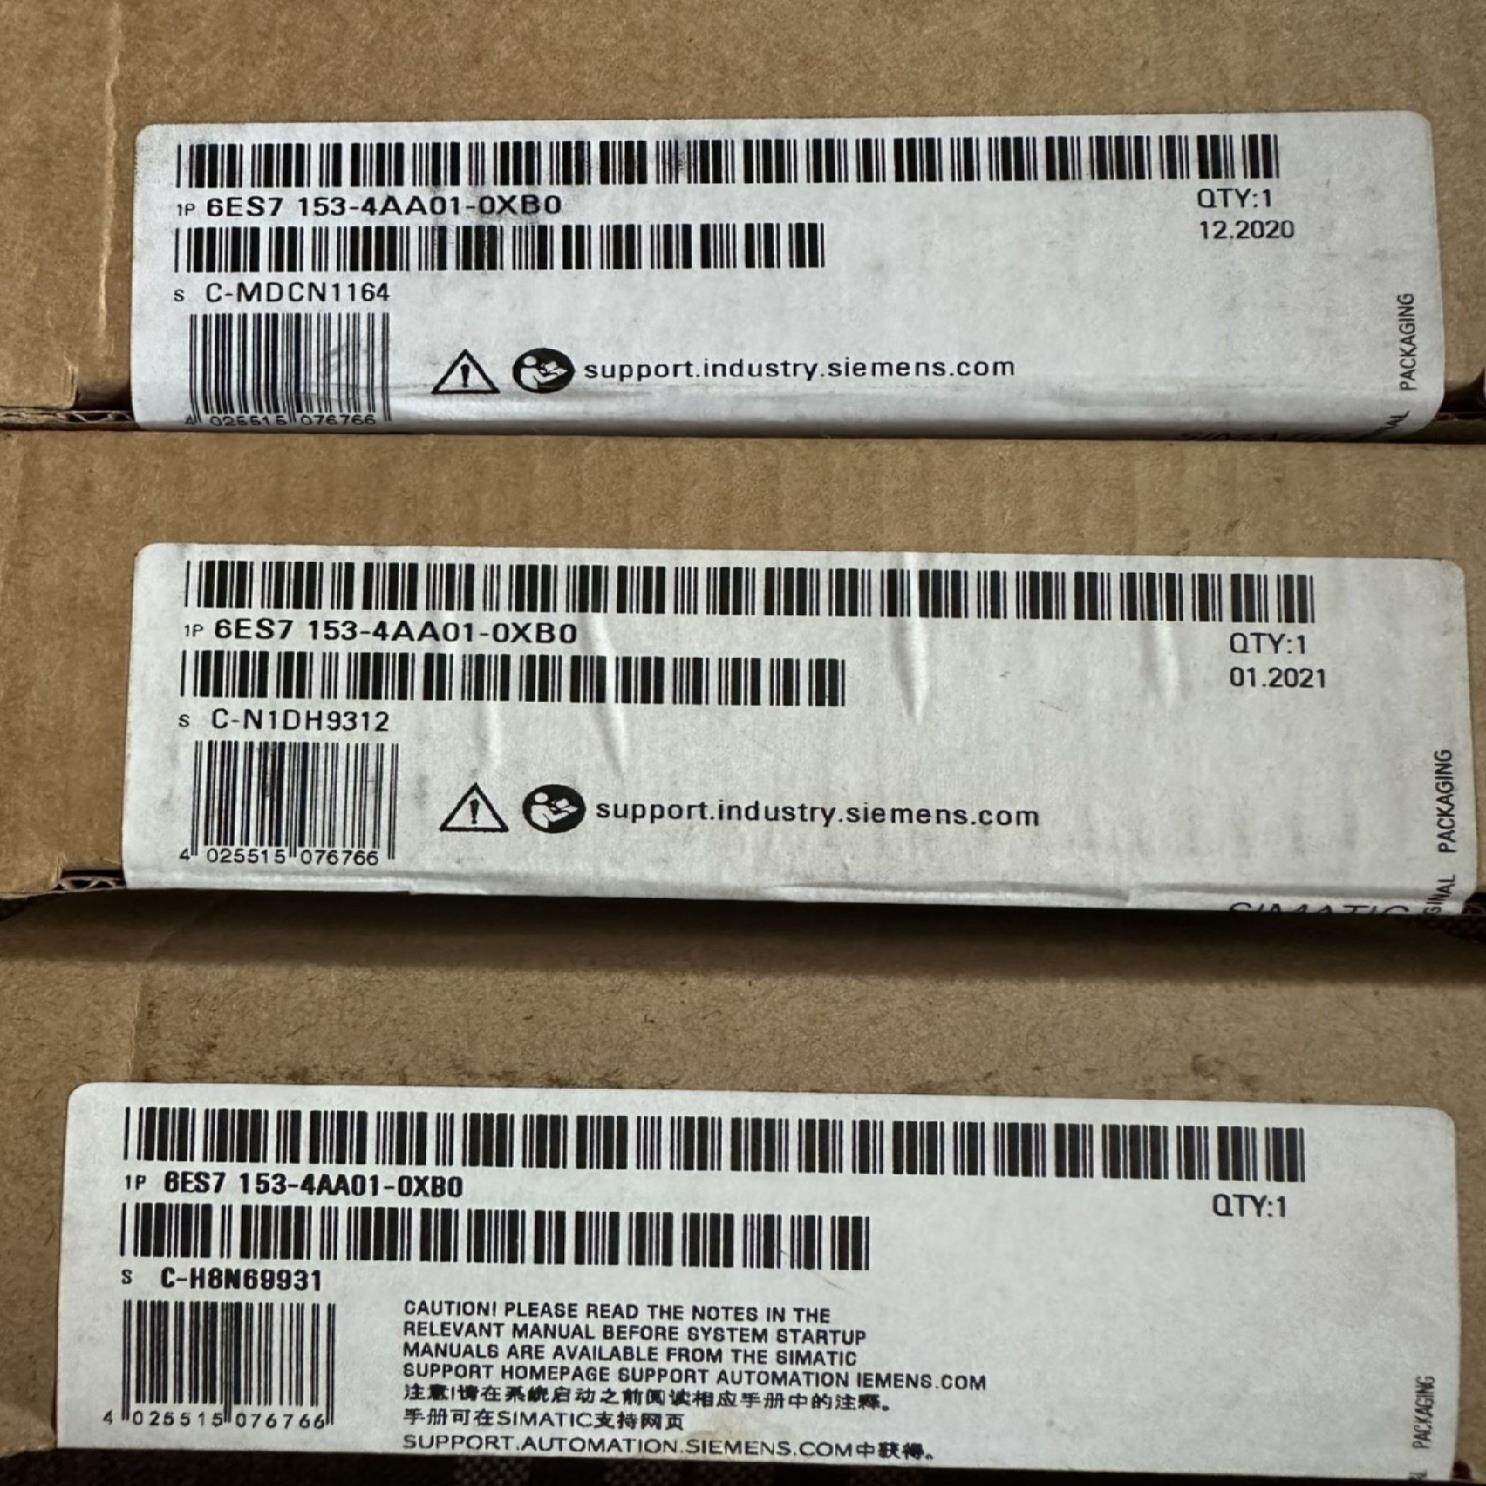 1P 6ES7 153-4AA01-0XB0
QTY:1
12.2020
S C-MDCN1164
4 025515 076766
support.industry.siemens.com
PACKAGING
1P 6ES7 153-4AA01-0XB0
QTY:1
01.2021
S C-N1DH9312
4 025515 076766
support.industry.siemens.com
PACKAGING
SIMATIC
1P 6ES7 153-4AA01-0XB0
QTY:1
S C-H8N69931
4 025515 076766
CAUTION! PLEASE READ THE NOTES IN THE
RELEVANT MANUAL BEFORE SYSTEM STARTUP
MANUALS ARE AVAILABLE FROM THE SIMATIC
SUPPORT HOMEPAGE SUPPORT AUTOMATION IEMENS.COM
注意!请在系统启动之前阅读相应手册中的注释。
手册可在SIMATIC支持网页
SUPPORT.AUTOMATION.SIEMENS.COM中获得。
PACKAGING